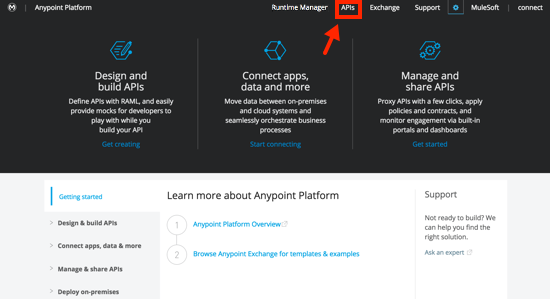 Anypoint Platform
Runtime Manager
APIs
Exchange
Support
MuleSoft
connect
Design and
build APIs
Define APIs with RAML, and easily
provide mocks for developers to
play with while you
build your API
Get creating
Connect apps,
data and more
Move data between on-premises
and cloud systems and
seamlessly orchestrate business
processes
Start connecting
Manage and
share APIs
Proxy APIs with a few clicks, apply
policies and contracts, and
monitor engagement via built-in
portals and dashboards
Get started
Getting started
Design & build APIs
Connect apps, data & more
Manage & share APIs
Deploy on-premises
Learn more about Anypoint Platform
1
Anypoint Platform Overview
2
Browse Anypoint Exchange for templates & examples
Support
Not ready to build? We
can help you find the
right solution.
Ask an expert